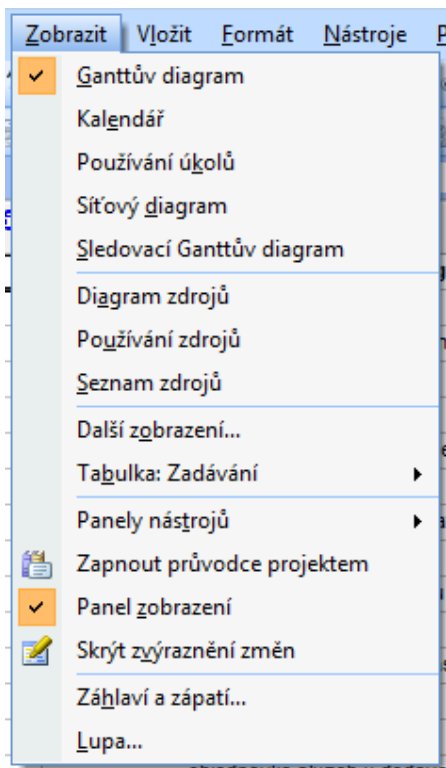 Zobrazit Vložit Formát Nástroje
Ganttův diagram
Kalendář
Používání úkolů
Síťový diagram
Sledovací Ganttův diagram
Diagram zdrojů
Používání zdrojů
Seznam zdrojů
Další zobrazení...
Tabulka: Zadávání
Panely nástrojů
Zapnout průvodce projektem
Panel zobrazení
Skrýt zvýraznění změn
Záhlaví a zápatí...
Lupa...